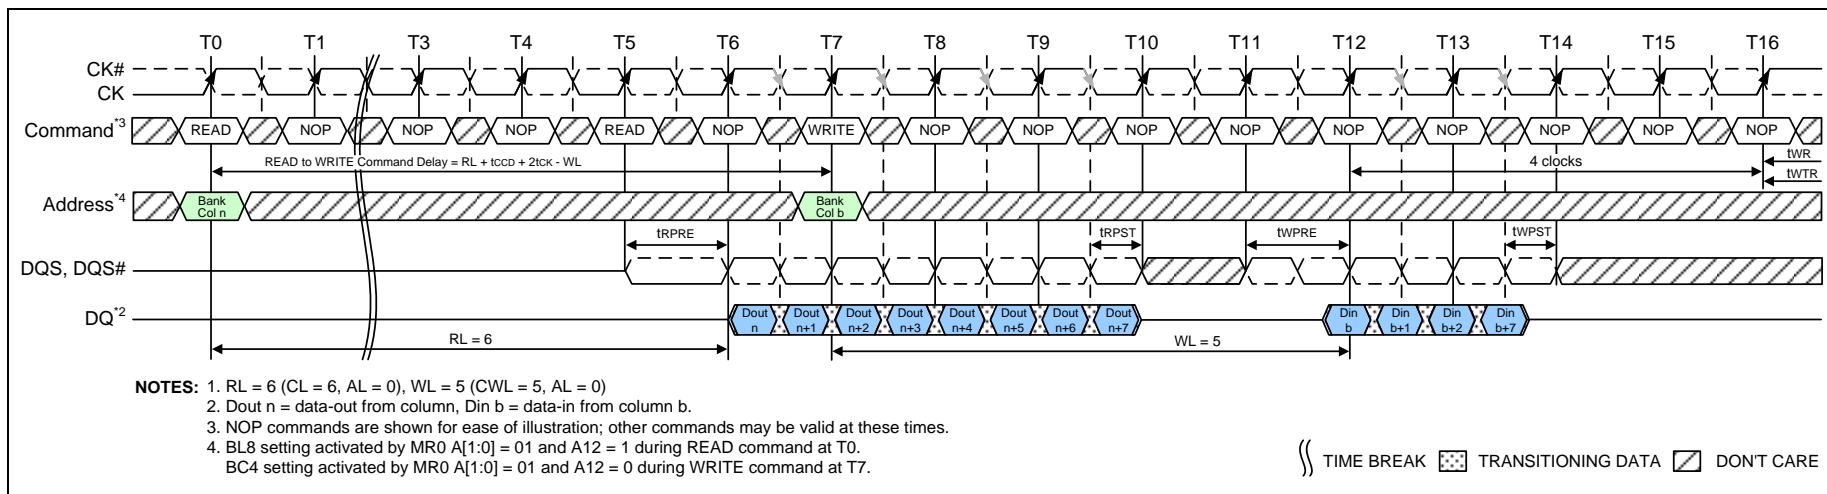 T0 T1 T3 T4 T5 T6 T7 T8 T9 T10 T11 T12 T13 T14 T15 T16
CK#
CK
Command*3 READ NOP NOP NOP READ NOP WRITE NOP NOP NOP NOP NOP NOP NOP NOP NOP
READ to WRITE Command Delay = RL + tCCD + 2tCK - WL 4 clocks tWR
tWTR
Address*4 Bank Col n Bank Col b
tRPRE tRPST tWPRE tWPST
DQS, DQS#
DQ*2 Dout n Dout n+1 Dout n+2 Dout n+3 Dout n+4 Dout n+5 Dout n+6 Dout n+7 Din b Din b+1 Din b+2 Din b+7
RL = 6 WL = 5
NOTES: 1. RL = 6 (CL = 6, AL = 0), WL = 5 (CWL = 5, AL = 0)
2. Dout n = data-out from column, Din b = data-in from column b.
3. NOP commands are shown for ease of illustration; other commands may be valid at these times.
4. BL8 setting activated by MR0 A[1:0] = 01 and A12 = 1 during READ command at T0.
BC4 setting activated by MR0 A[1:0] = 01 and A12 = 0 during WRITE command at T7.
TIME BREAK TRANSITIONING DATA DON'T CARE